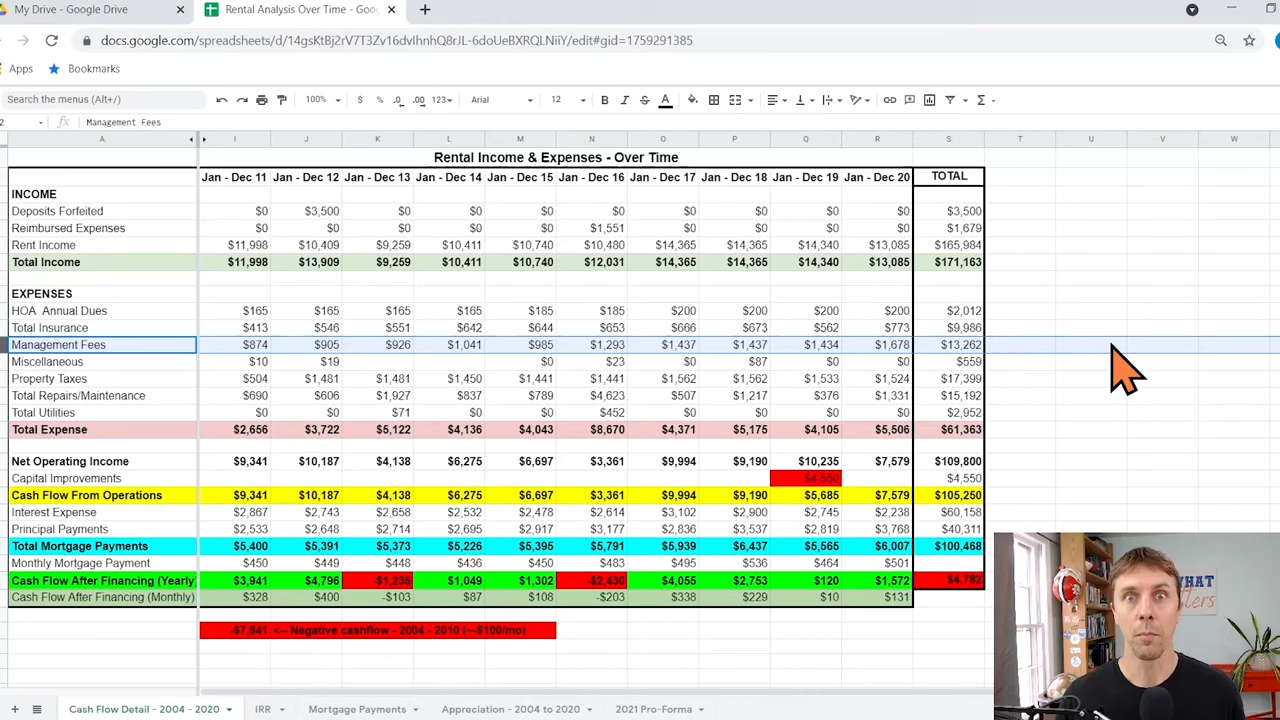 My Drive - Google Drive × Rental Analysis Over Time - Goo × +
docs.google.com/spreadsheets/d/14gsKtBj2rV7T3Zv16dvIhnhQ8rJL-6doUeBXRQLNiiY/edit#gid=1759291385
Apps Bookmarks
Search the menus (Alt+/) 100% $ % .0 .00 123 Arial 12 B I S A
2 fx Management Fees
A I J K L M N O P Q R S T U V W
Rental Income & Expenses - Over Time
Jan - Dec 11 Jan - Dec 12 Jan - Dec 13 Jan - Dec 14 Jan - Dec 15 Jan - Dec 16 Jan - Dec 17 Jan - Dec 18 Jan - Dec 19 Jan - Dec 20 TOTAL
INCOME
Deposits Forfeited $0 $3,500 $0 $0 $0 $0 $0 $0 $0 $0 $3,500
Reimbursed Expenses $0 $0 $0 $0 $0 $1,551 $0 $0 $0 $0 $1,679
Rent Income $11,998 $10,409 $9,259 $10,411 $10,740 $10,480 $14,365 $14,365 $14,340 $13,085 $165,984
Total Income $11,998 $13,909 $9,259 $10,411 $10,740 $12,031 $14,365 $14,365 $14,340 $13,085 $171,163
EXPENSES
HOA Annual Dues $165 $165 $165 $165 $185 $185 $200 $200 $200 $200 $2,012
Total Insurance $413 $546 $551 $642 $644 $653 $666 $673 $562 $773 $9,986
Management Fees $874 $905 $926 $1,041 $985 $1,293 $1,437 $1,437 $1,434 $1,678 $13,262
Miscellaneous $10 $19 $0 $23 $0 $87 $0 $0 $559
Property Taxes $504 $1,481 $1,481 $1,450 $1,441 $1,441 $1,562 $1,562 $1,533 $1,524 $17,399
Total Repairs/Maintenance $690 $606 $1,927 $837 $789 $4,623 $507 $1,217 $376 $1,331 $15,192
Total Utilities $0 $0 $71 $0 $0 $452 $0 $0 $0 $0 $2,952
Total Expense $2,656 $3,722 $5,122 $4,136 $4,043 $8,670 $4,371 $5,175 $4,105 $5,506 $61,363
Net Operating Income $9,341 $10,187 $4,138 $6,275 $6,697 $3,361 $9,994 $9,190 $10,235 $7,579 $109,800
Capital Improvements $4,550 $4,550
Cash Flow From Operations $9,341 $10,187 $4,138 $6,275 $6,697 $3,361 $9,994 $9,190 $5,685 $7,579 $105,250
Interest Expense $2,867 $2,743 $2,658 $2,532 $2,478 $2,614 $3,102 $2,900 $2,745 $2,238 $60,158
Principal Payments $2,533 $2,648 $2,714 $2,695 $2,917 $3,177 $2,836 $3,537 $2,819 $3,768 $40,311
Total Mortgage Payments $5,400 $5,391 $5,373 $5,226 $5,395 $5,791 $5,939 $6,437 $5,565 $6,007 $100,468
Monthly Mortgage Payment $450 $449 $448 $436 $450 $483 $495 $536 $464 $501
Cash Flow After Financing (Yearly) $3,941 $4,796 -$1,235 $1,049 $1,302 -$2,430 $4,055 $2,753 $120 $1,572 $4,782
Cash Flow After Financing (Monthly) $328 $400 -$103 $87 $108 -$203 $338 $229 $10 $131
-$7,641 <-- Negative cashflow - 2004 - 2010 (~-$100/mo)
WHAT
Cash Flow Detail - 2004 - 2020 IRR Mortgage Payments Appreciation - 2004 to 2020 2021 Pro-Forma